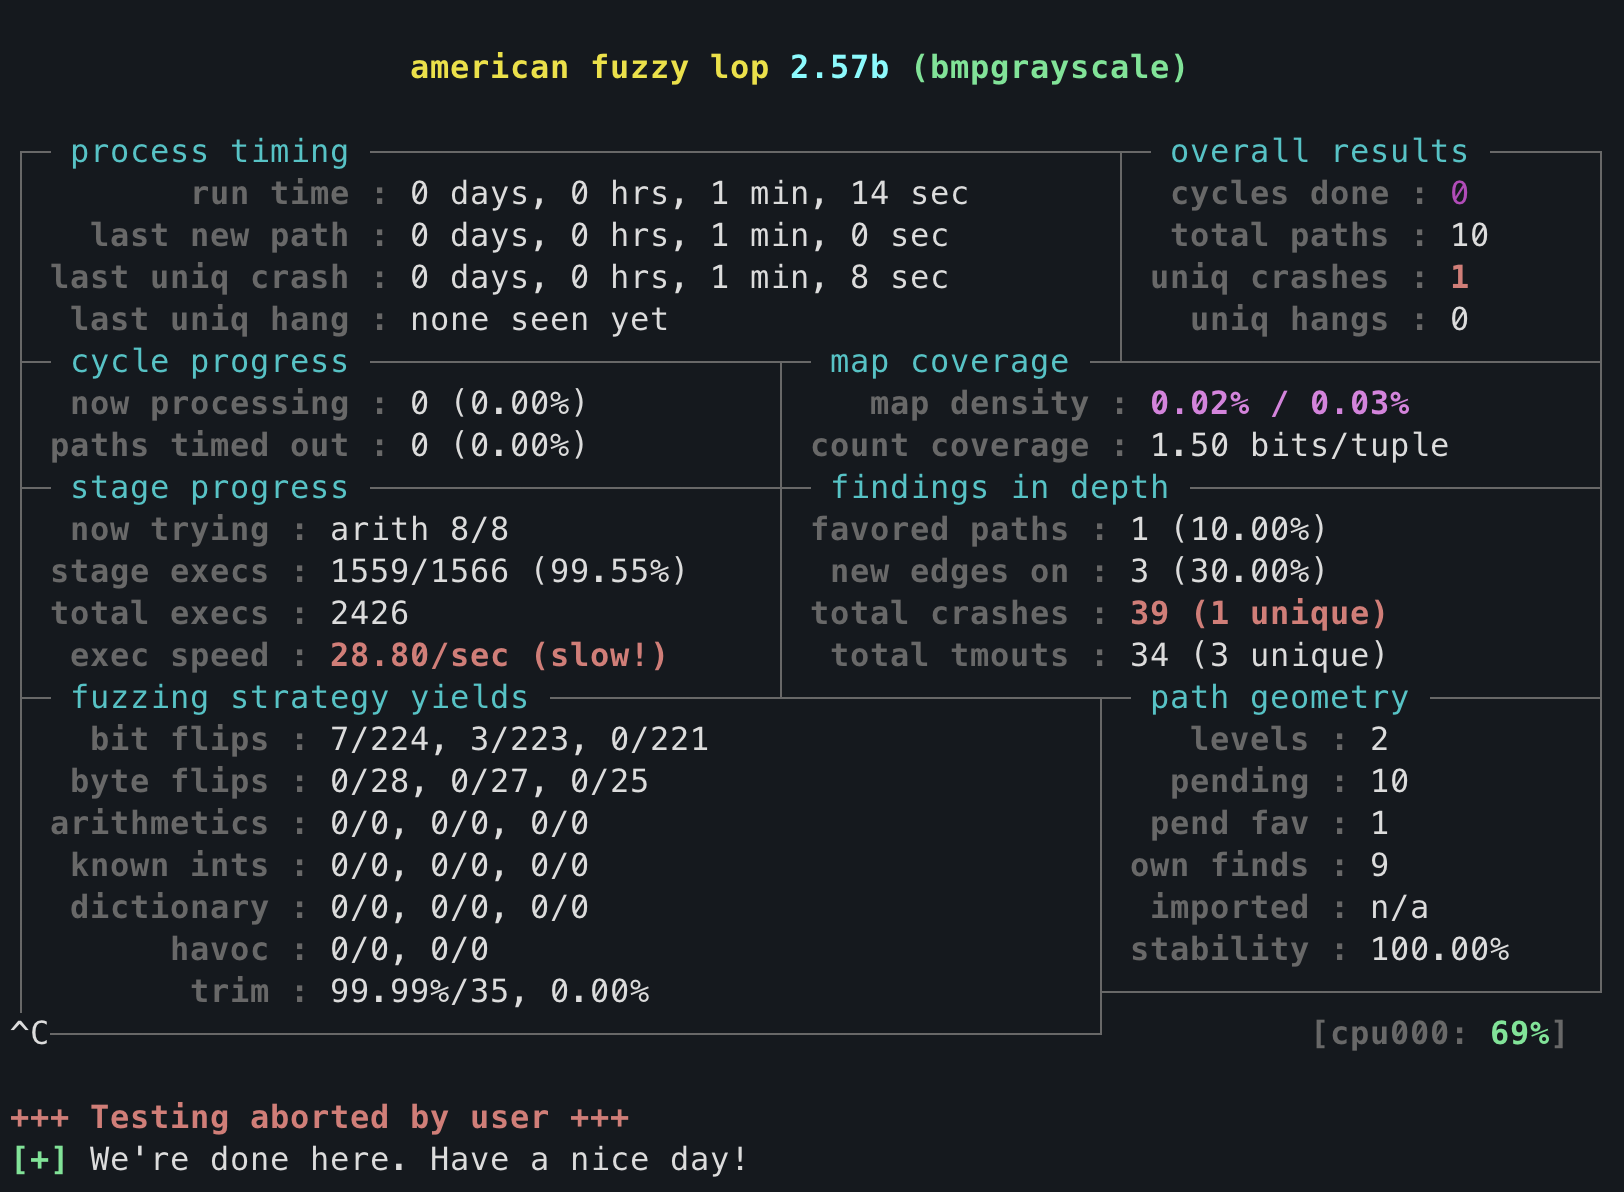 american fuzzy lop 2.57b (bmpgrayscale)
process timing
run time : 0 days, 0 hrs, 1 min, 14 sec
last new path : 0 days, 0 hrs, 1 min, 0 sec
last uniq crash : 0 days, 0 hrs, 1 min, 8 sec
last uniq hang : none seen yet
overall results
cycles done : 0
total paths : 10
uniq crashes : 1
uniq hangs : 0
cycle progress
now processing : 0 (0.00%)
paths timed out : 0 (0.00%)
map coverage
map density : 0.02% / 0.03%
count coverage : 1.50 bits/tuple
stage progress
now trying : arith 8/8
stage execs : 1559/1566 (99.55%)
total execs : 2426
exec speed : 28.80/sec (slow!)
findings in depth
favored paths : 1 (10.00%)
new edges on : 3 (30.00%)
total crashes : 39 (1 unique)
total tmouts : 34 (3 unique)
fuzzing strategy yields
bit flips : 7/224, 3/223, 0/221
byte flips : 0/28, 0/27, 0/25
arithmetics : 0/0, 0/0, 0/0
known ints : 0/0, 0/0, 0/0
dictionary : 0/0, 0/0, 0/0
havoc : 0/0, 0/0
trim : 99.99%/35, 0.00%
path geometry
levels : 2
pending : 10
pend fav : 1
own finds : 9
imported : n/a
stability : 100.00%
^C
[cpu000: 69%]
+++ Testing aborted by user +++
[+] We're done here. Have a nice day!